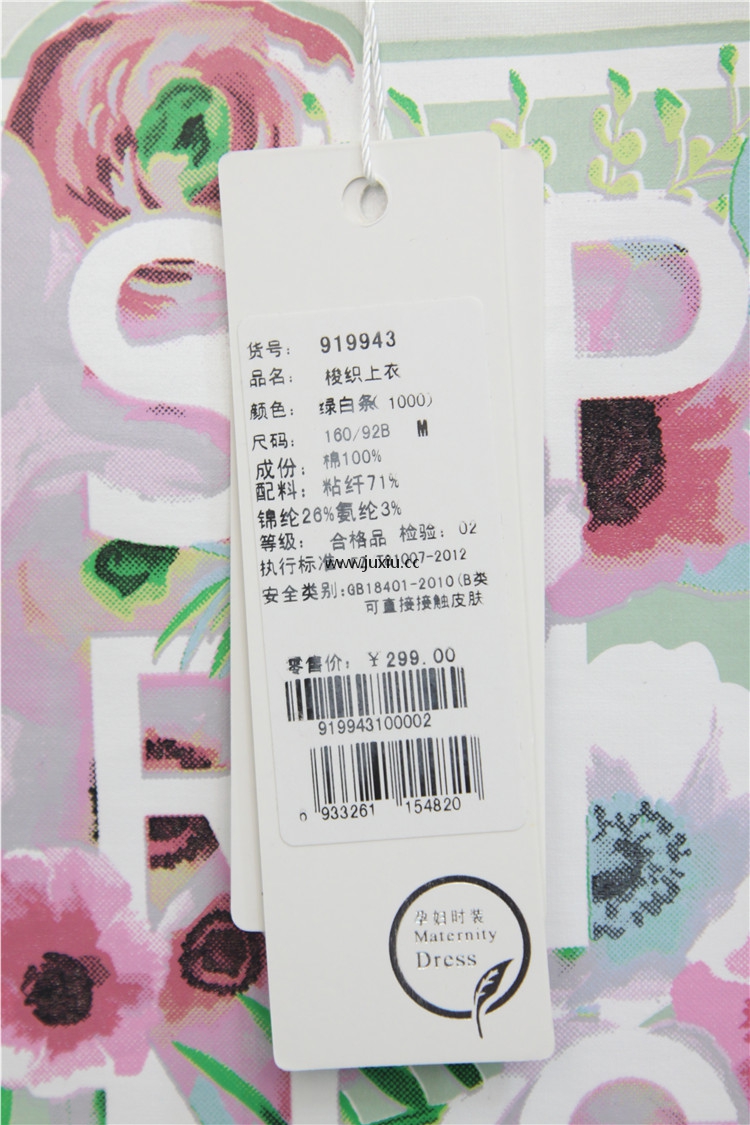 货号： 919943
品名： 梭织上衣
颜色： 绿白条( 1000)
尺码： 160/92B M
成份： 棉100%
配料： 粘纤71%
锦纶26%氨纶3%
等级： 合格品 检验：02
执行标准
www.juxiu.cc
1007-2012
安全类别:GB18401-2010(B类
可直接接触皮肤
零售价： ￥299.00
919943100002
0 933261 154820
孕妇时装
Maternity
Dress
S P
R